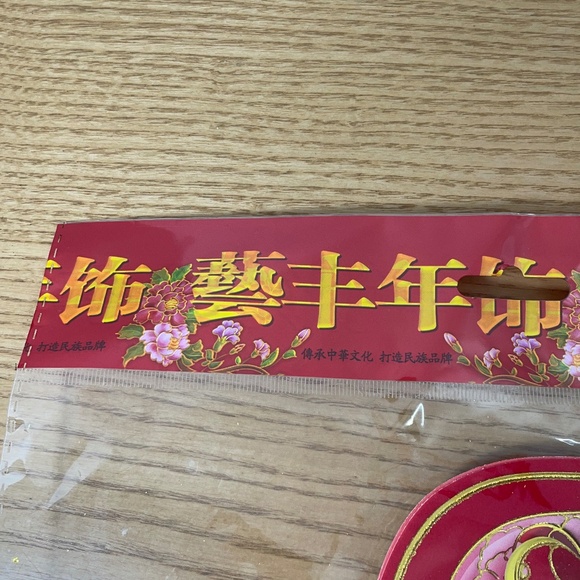 饰 藝丰年饰
打造民族品牌 傳承中華文化 打造民族品牌